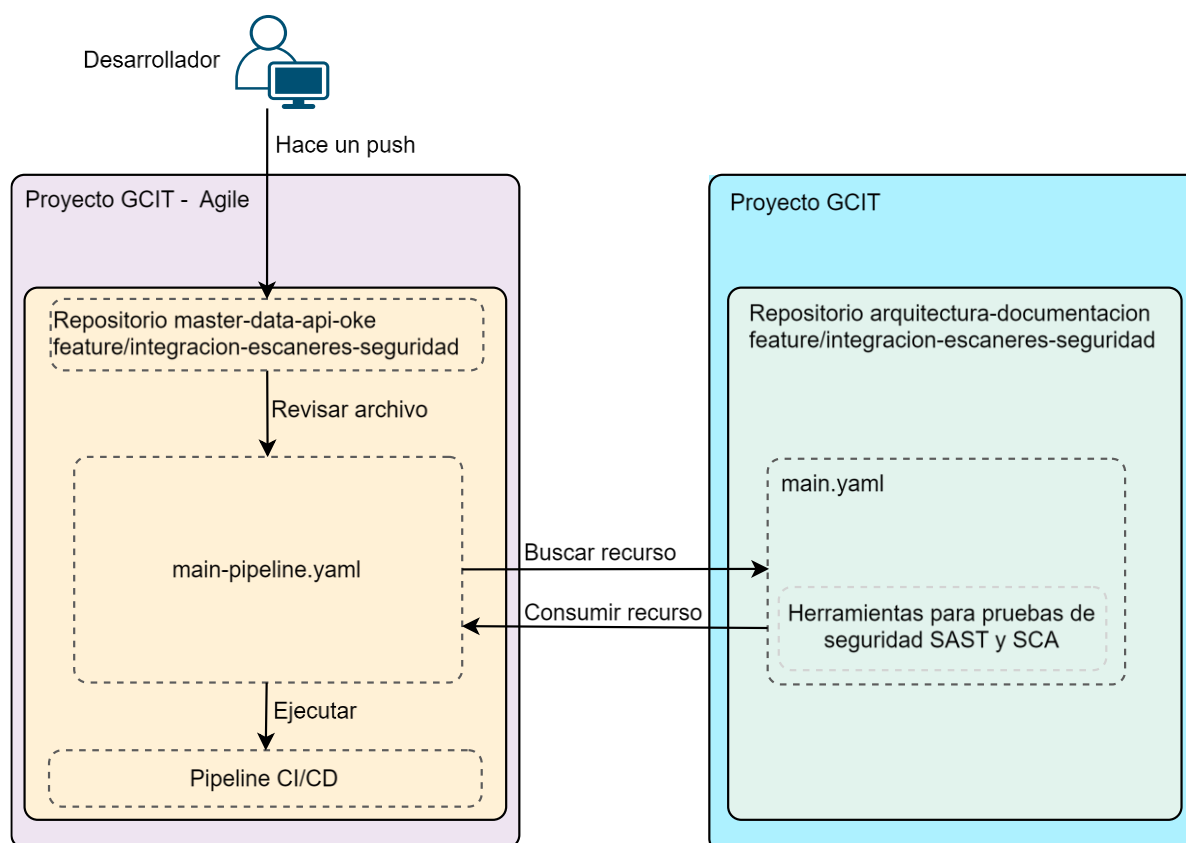 Desarrollador
Hace un push
Proyecto GCIT - Agile
Repositorio master-data-api-oke
feature/integracion-escaneres-seguridad
Revisar archivo
main-pipeline.yaml
Ejecutar
Pipeline CI/CD
Buscar recurso
Consumir recurso
Proyecto GCIT
Repositorio arquitectura-documentacion
feature/integracion-escaneres-seguridad
main.yaml
Herramientas para pruebas de
seguridad SAST y SCA